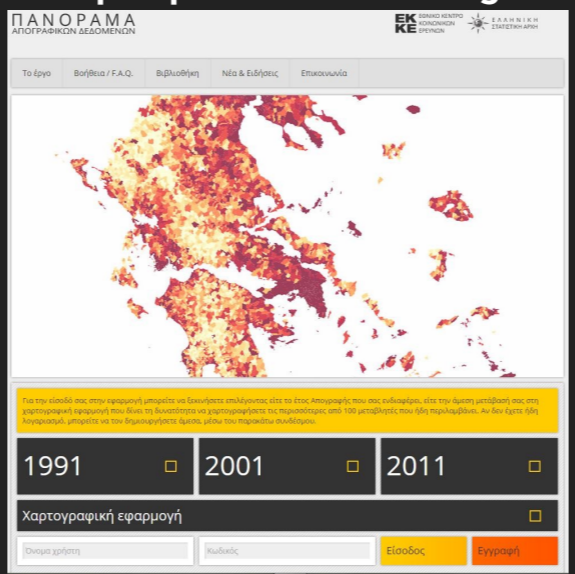 ΠΑΝΟΡΑΜΑ
ΑΠΟΓΡΑΦΙΚΩΝ ΔΕΔΟΜΕΝΩΝ
ΕΚ
ΚΕ
ΕΘΝΙΚΟ ΚΕΝΤΡΟ
ΚΟΙΝΩΝΙΚΩΝ
ΕΡΕΥΝΩΝ
ΕΛΛΗΝΙΚΗ
ΣΤΑΤΙΣΤΙΚΗ ΑΡΧΗ
Το έργο
Βοήθεια / F.A.Q.
Βιβλιοθήκη
Νέα & Ειδήσεις
Επικοινωνία
Για την είσοδό σας στην εφαρμογή μπορείτε να ξεκινήσετε επιλέγοντας είτε το έτος Απογραφής που σας ενδιαφέρει, είτε την άμεση μετάβασή σας στη
χαρτογραφική εφαρμογή που δίνει τη δυνατότητα να χαρτογραφήσετε τις περισσότερες από 100 μεταβλητές που ήδη περιλαμβάνει. Αν δεν έχετε ήδη
λογαριασμό, μπορείτε να τον δημιουργήσετε άμεσα, μέσω του παρακάτω συνδέσμου.
1991
2001
2011
Χαρτογραφική εφαρμογή
Όνομα χρήστη
Κωδικός
Είσοδος
Εγγραφή